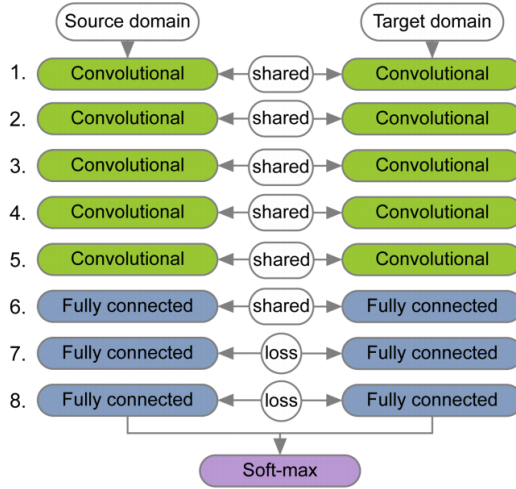 Source domain Target domain
1. Convolutional shared Convolutional
2. Convolutional shared Convolutional
3. Convolutional shared Convolutional
4. Convolutional shared Convolutional
5. Convolutional shared Convolutional
6. Fully connected shared Fully connected
7. Fully connected loss Fully connected
8. Fully connected loss Fully connected
Soft-max